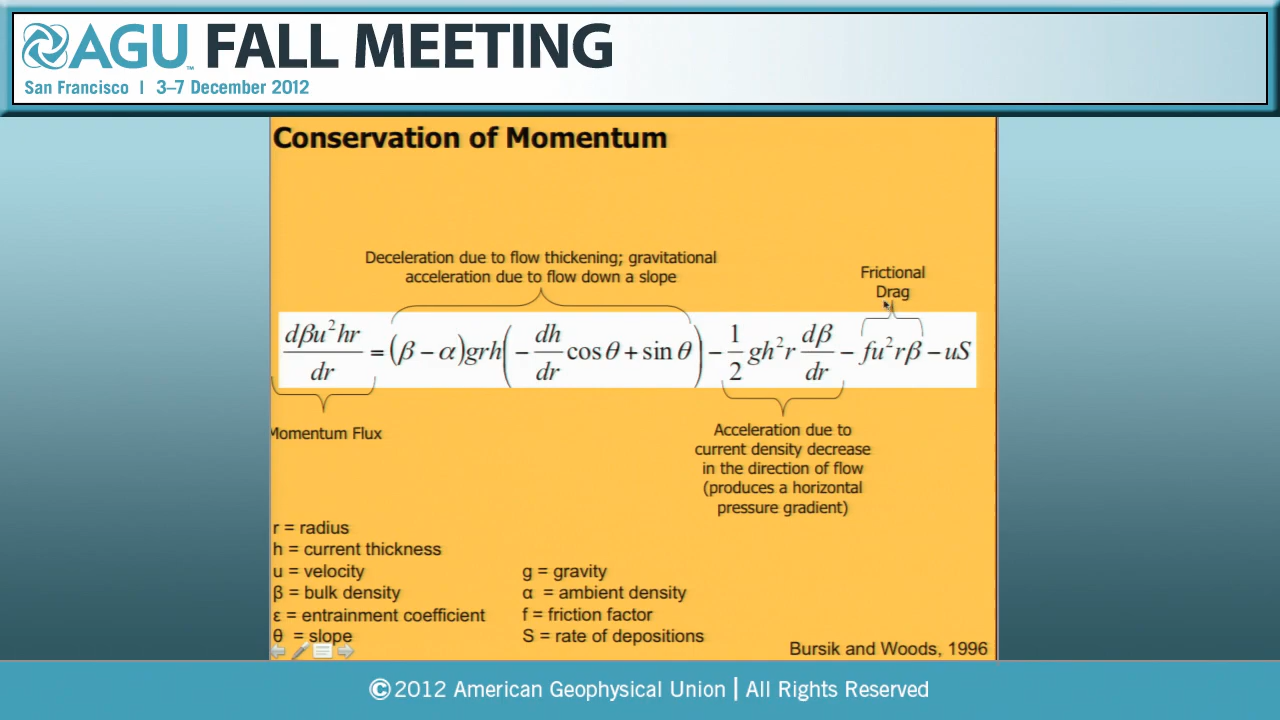 AGU™ FALL MEETING
San Francisco | 3–7 December 2012
Conservation of Momentum
Deceleration due to flow thickening; gravitational
acceleration due to flow down a slope
Frictional
Drag
dβu²hr/dr = (β − α)grh(− dh/dr cos θ + sin θ) − 1/2 gh²r dβ/dr − fu²rβ − uS
Momentum Flux
Acceleration due to
current density decrease
in the direction of flow
(produces a horizontal
pressure gradient)
r = radius
h = current thickness
u = velocity
β = bulk density
ε = entrainment coefficient
θ = slope
g = gravity
α = ambient density
f = friction factor
S = rate of depositions
Bursik and Woods, 1996
©2012 American Geophysical Union | All Rights Reserved